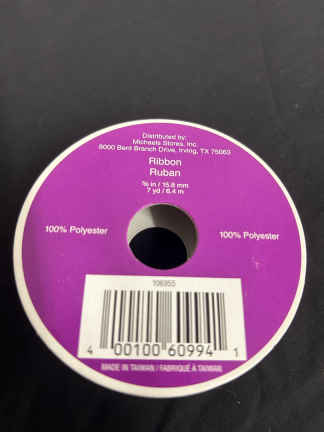 Distributed by:
Michaels Stores, Inc.
8000 Bent Branch Drive, Irving, TX 75063
Ribbon
Ruban
⅝ in / 15.8 mm
7 yd / 6.4 m
100% Polyester
100% Polyester
106955
4 00100 60994 1
MADE IN TAIWAN / FABRIQUÉ À TAIWAN